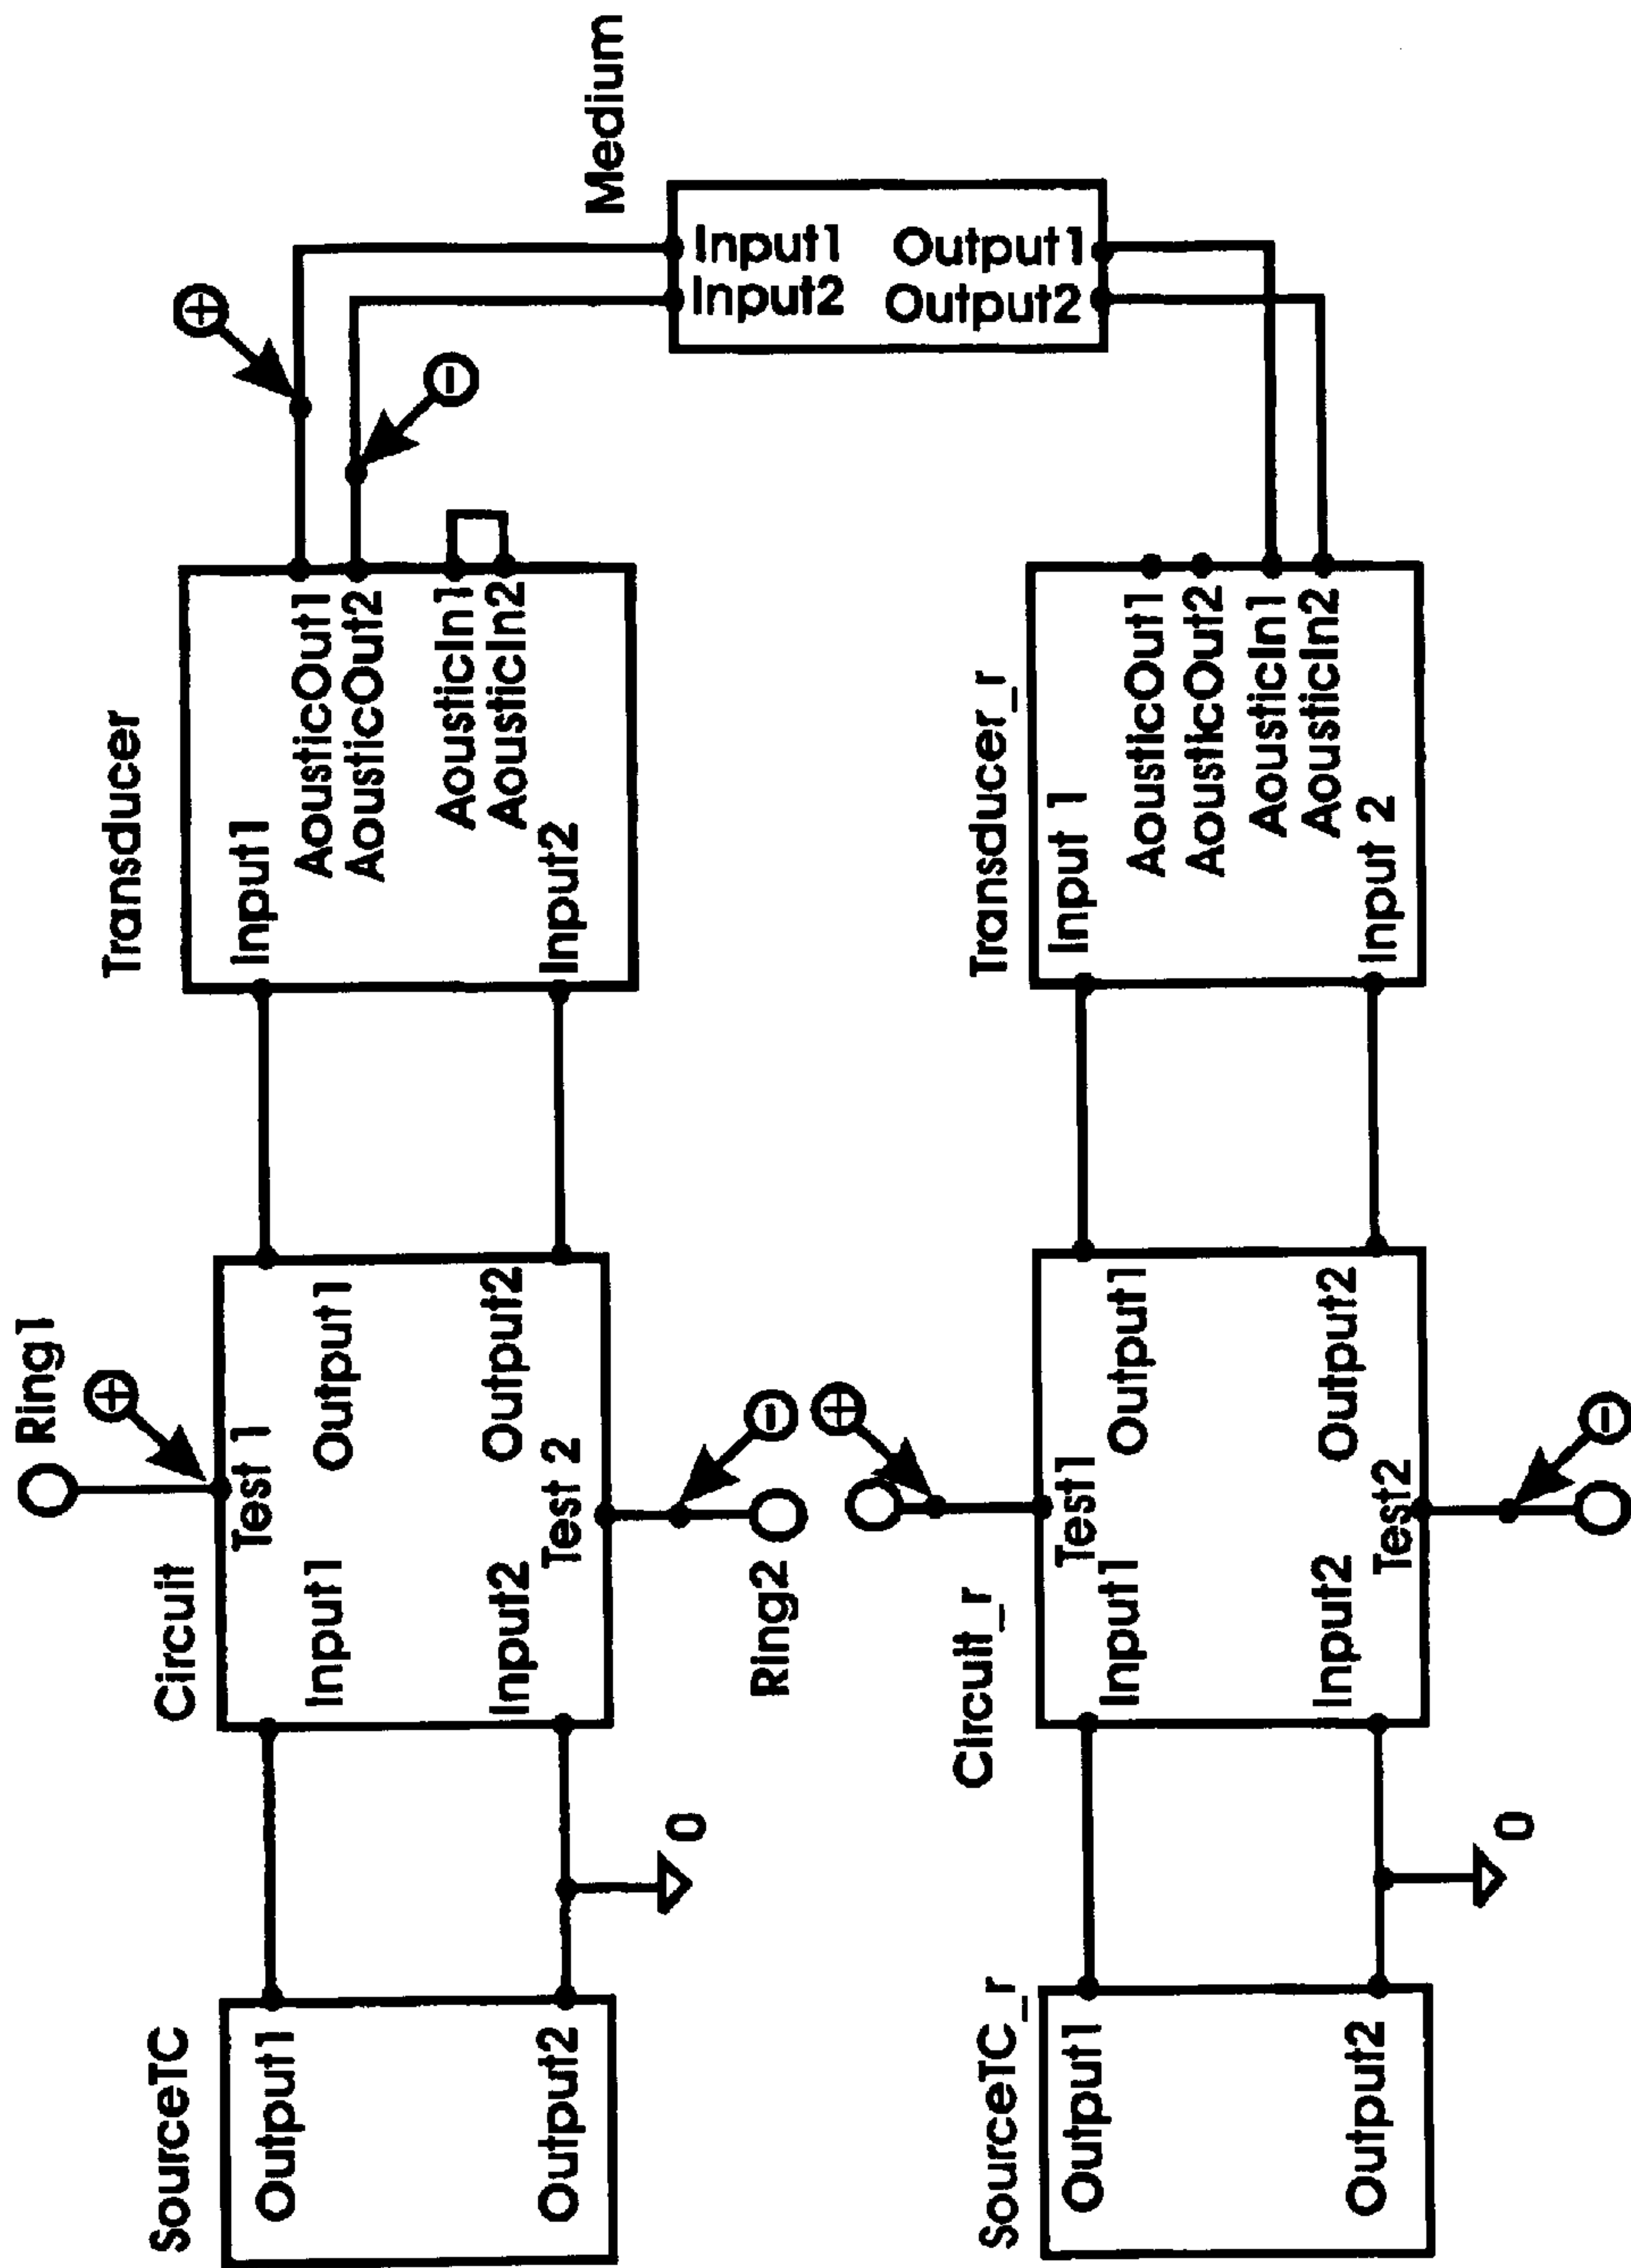 SourceTC
Output1
Output2
0
Circuit
Ring1
+
Test 1
Input1
Output1
Input2
Output2
Test 2
-
Ring2
Transducer
Input1
AousticOut1
AousticOut2
AousticIn1
AousticIn2
Input2
+
-
Medium
Input1
Input2
Output1
Output2
SourceTC_r
Output1
Output2
0
Circuit_r
+
Test1
Input1
Output1
Input2
Output2
Test2
-
Transducer_r
Input 1
AousticOut1
AousticOut2
AousticIn1
AousticIn2
Input 2